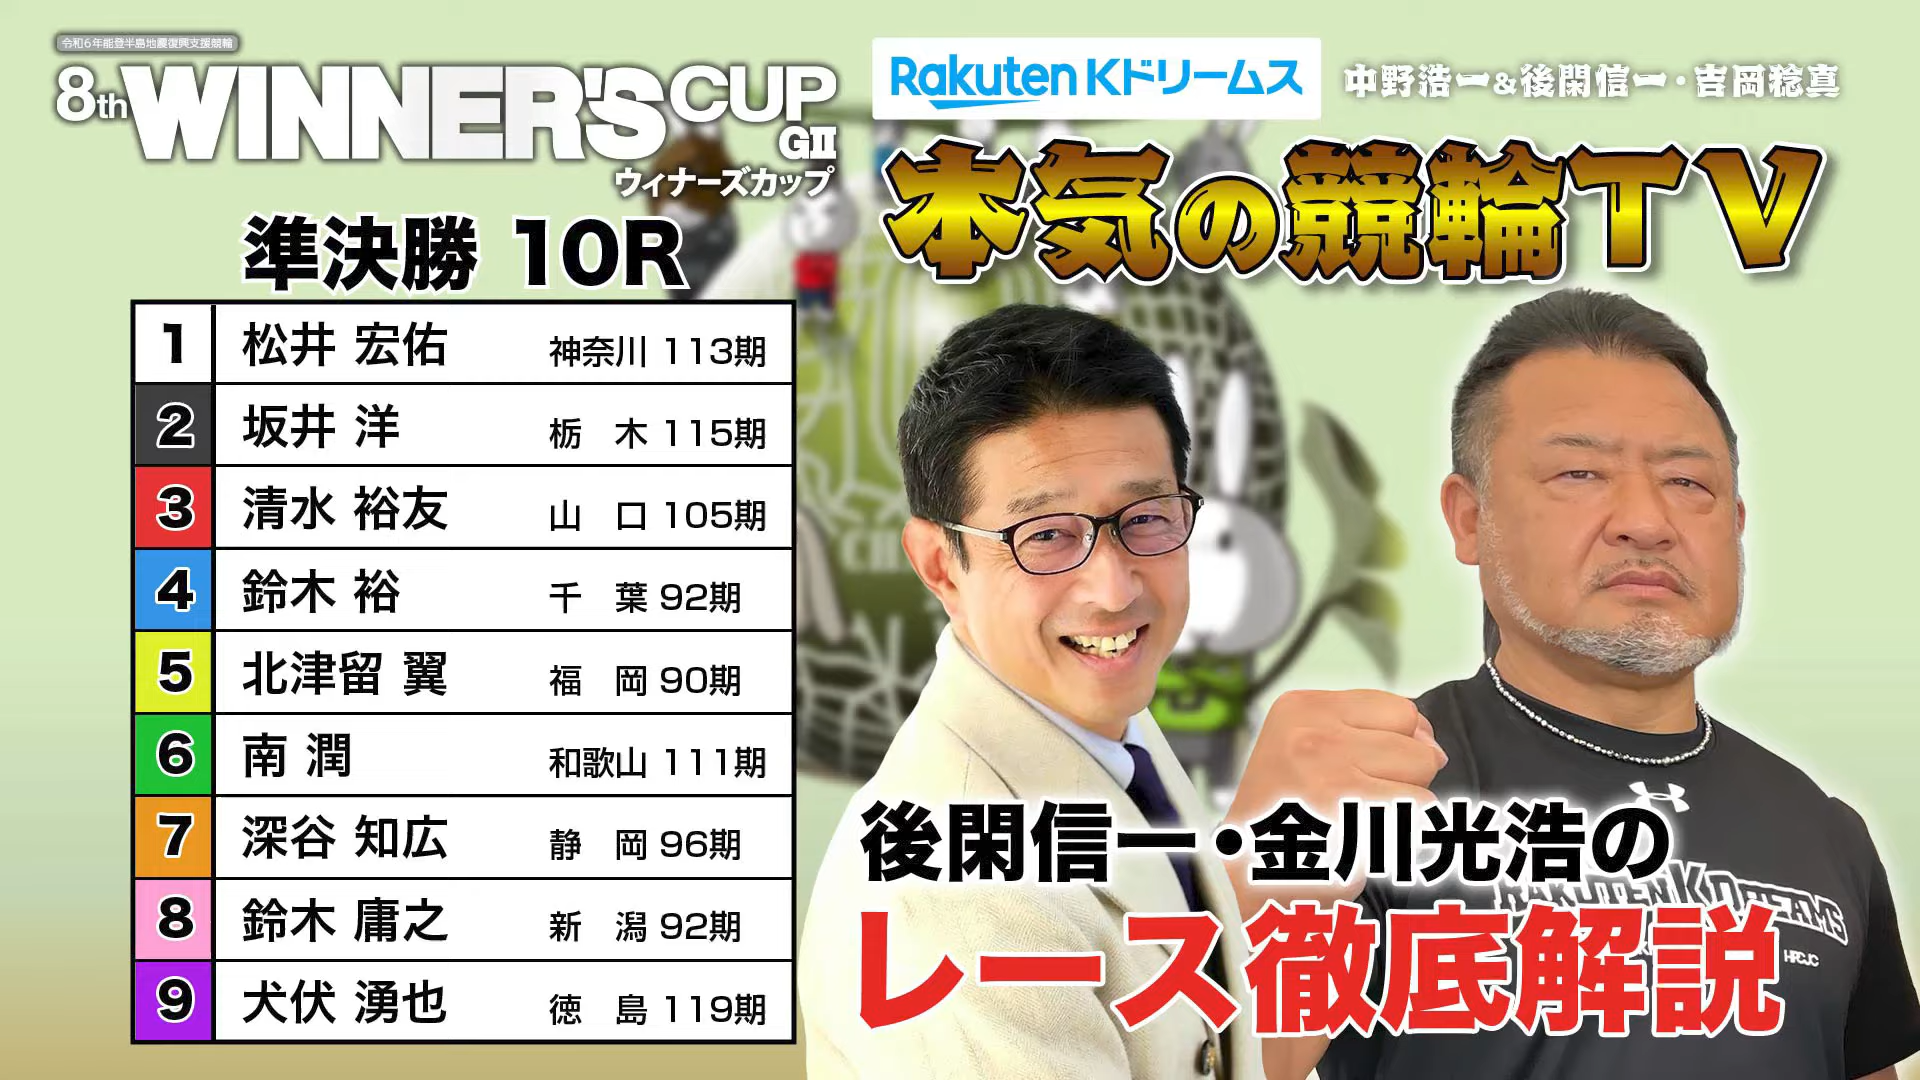 令和6年能登半島地震復興支援競輪
8th WINNER'S CUP GII
ウィナーズカップ
準決勝 10R
1 松井 宏佑 神奈川 113期
2 坂井 洋 栃 木 115期
3 清水 裕友 山 口 105期
4 鈴木 裕 千 葉 92期
5 北津留 翼 福 岡 90期
6 南 潤 和歌山 111期
7 深谷 知広 静 岡 96期
8 鈴木 庸之 新 潟 92期
9 犬伏 湧也 徳 島 119期
Rakuten Kドリームス
中野浩一&後閑信一・吉岡稔真
本気の競輪TV
後閑信一・金川光浩の
レース徹底解説
RAKUTEN K DREAMS
HPCJC